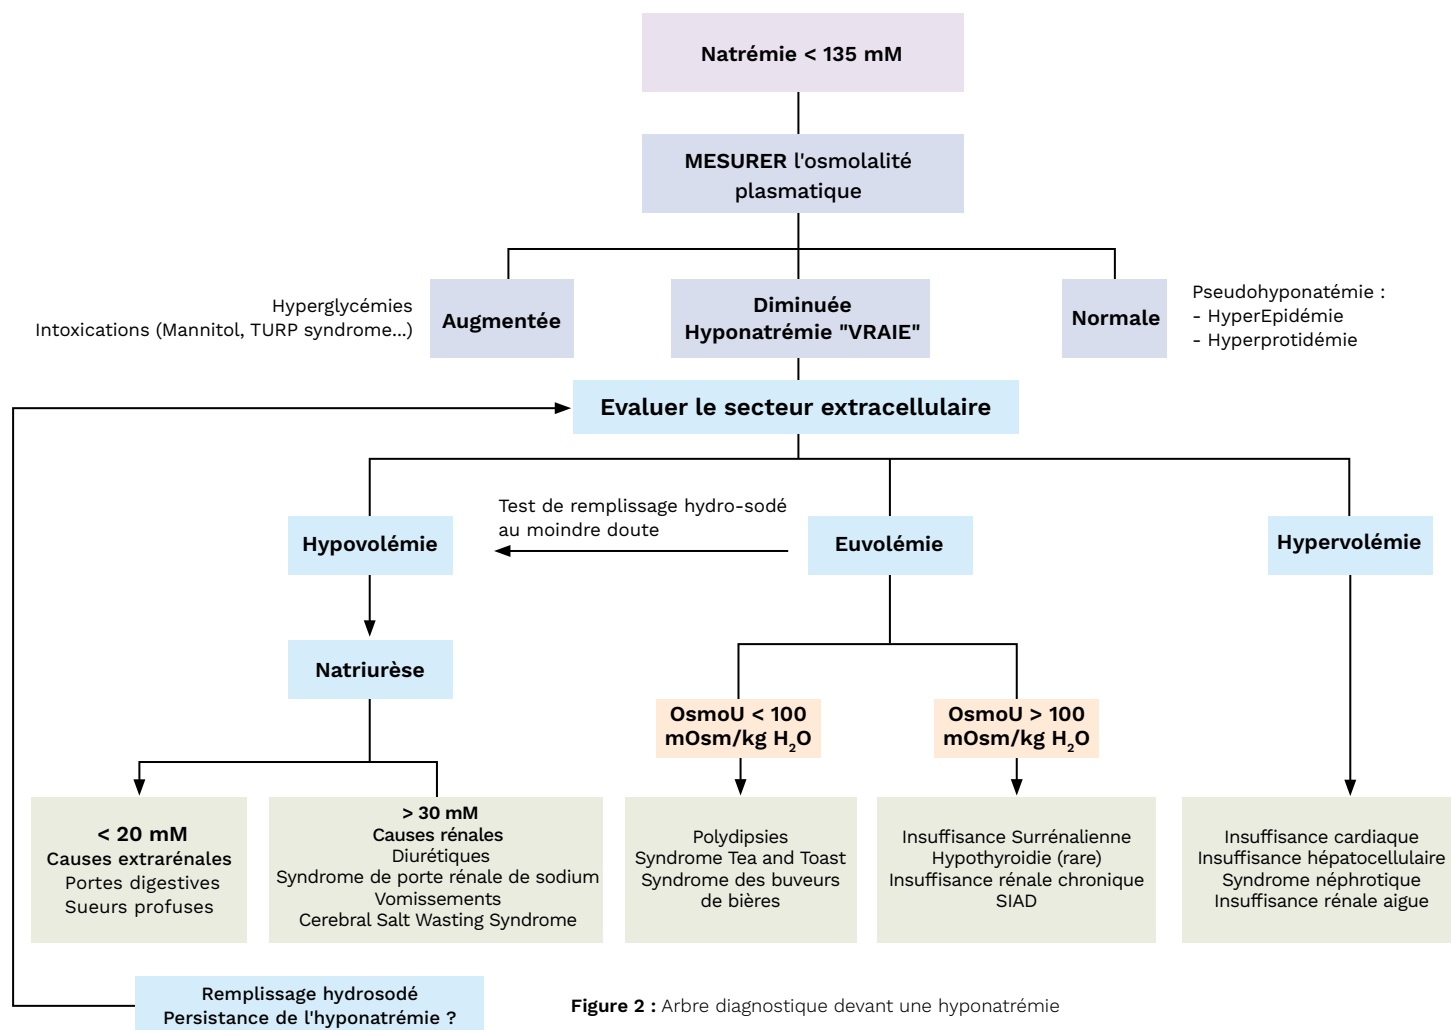 Natrémie < 135 mM
MESURER l'osmolalité
plasmatique
Hyperglycémies
Intoxications (Mannitol, TURP syndrome...)
Augmentée
Diminuée
Hyponatrémie "VRAIE"
Normale
Pseudohyponatémie :
- HyperEpidémie
- Hyperprotidémie
Evaluer le secteur extracellulaire
Test de remplissage hydro-sodé
au moindre doute
Hypovolémie
Euvolémie
Hypervolémie
Natriurèse
OsmoU < 100
mOsm/kg H₂O
OsmoU > 100
mOsm/kg H₂O
< 20 mM
Causes extrarénales
Portes digestives
Sueurs profuses
> 30 mM
Causes rénales
Diurétiques
Syndrome de porte rénale de sodium
Vomissements
Cerebral Salt Wasting Syndrome
Polydipsies
Syndrome Tea and Toast
Syndrome des buveurs
de bières
Insuffisance Surrénalienne
Hypothyroidie (rare)
Insuffisance rénale chronique
SIAD
Insuffisance cardiaque
Insuffisance hépatocellulaire
Syndrome néphrotique
Insuffisance rénale aigue
Remplissage hydrosodé
Persistance de l'hyponatrémie ?
Figure 2 : Arbre diagnostique devant une hyponatrémie